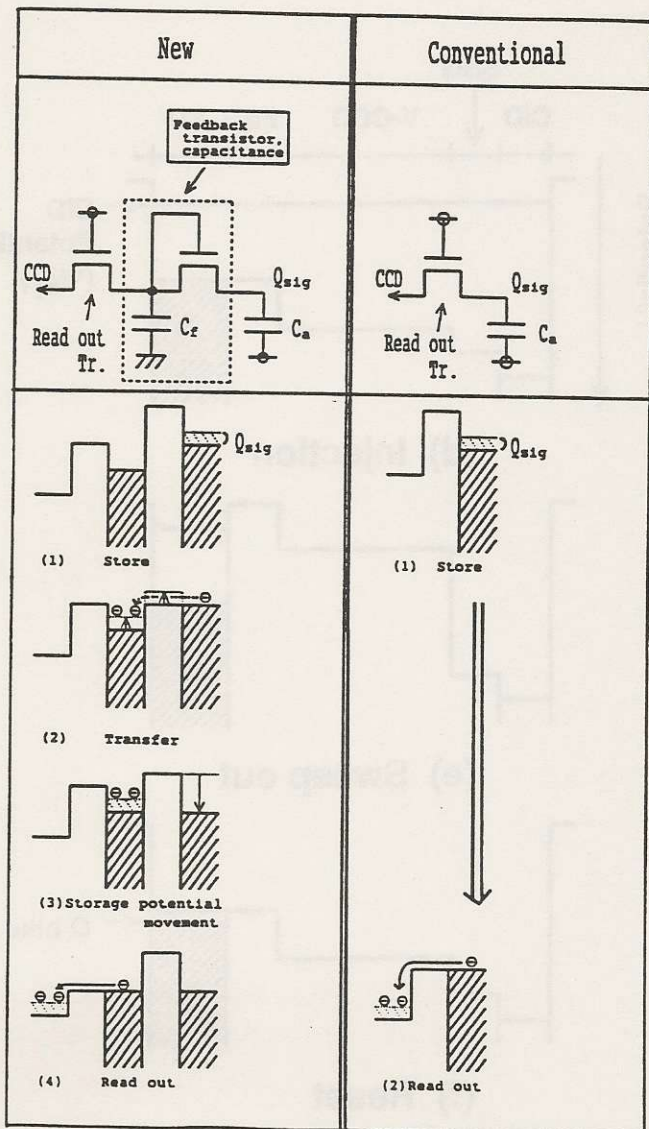 New
Conventional
Feedback
transistor,
capacitance
CCD
Read out
Tr.
Cf
Qsig
Ca
CCD
Read out
Tr.
Qsig
Ca
Qsig
(1) Store
(2) Transfer
(3)Storage potential
movement
(4) Read out
Qsig
(1) Store
(2)Read out